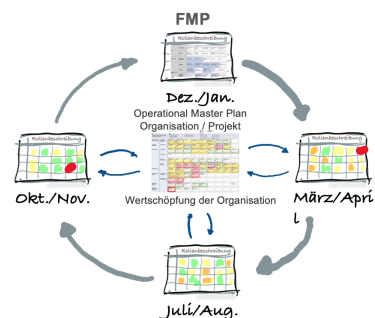 FMP
Rollenbeschreibung
Dez./Jan.
Operational Master Plan
Organisation / Projekt
Rollenbeschreibung
Rollenbeschreibung
Okt./Nov.
Wertschöpfung der Organisation
März/Apri
l
Rollenbeschreibung
Juli/Aug.